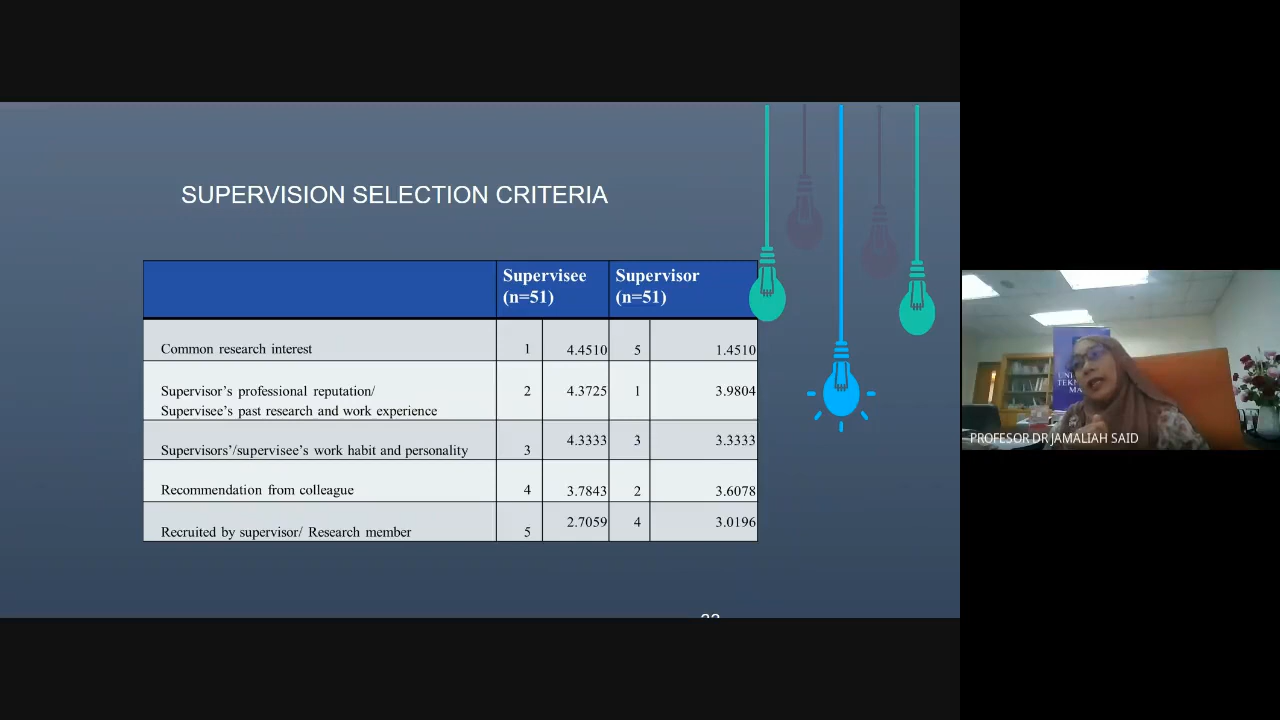 SUPERVISION SELECTION CRITERIA
Supervisee Supervisor
(n=51) (n=51)
Common research interest 1 4.4510 5 1.4510
Supervisor's professional reputation/ 2 4.3725 1 3.9804
Supervisee's past research and work experience
Supervisors'/supervisee's work habit and personality 3 4.3333 3 3.3333
Recommendation from colleague 4 3.7843 2 3.6078
Recruited by supervisor/ Research member 5 2.7059 4 3.0196
PROFESOR DR JAMALIAH SAID